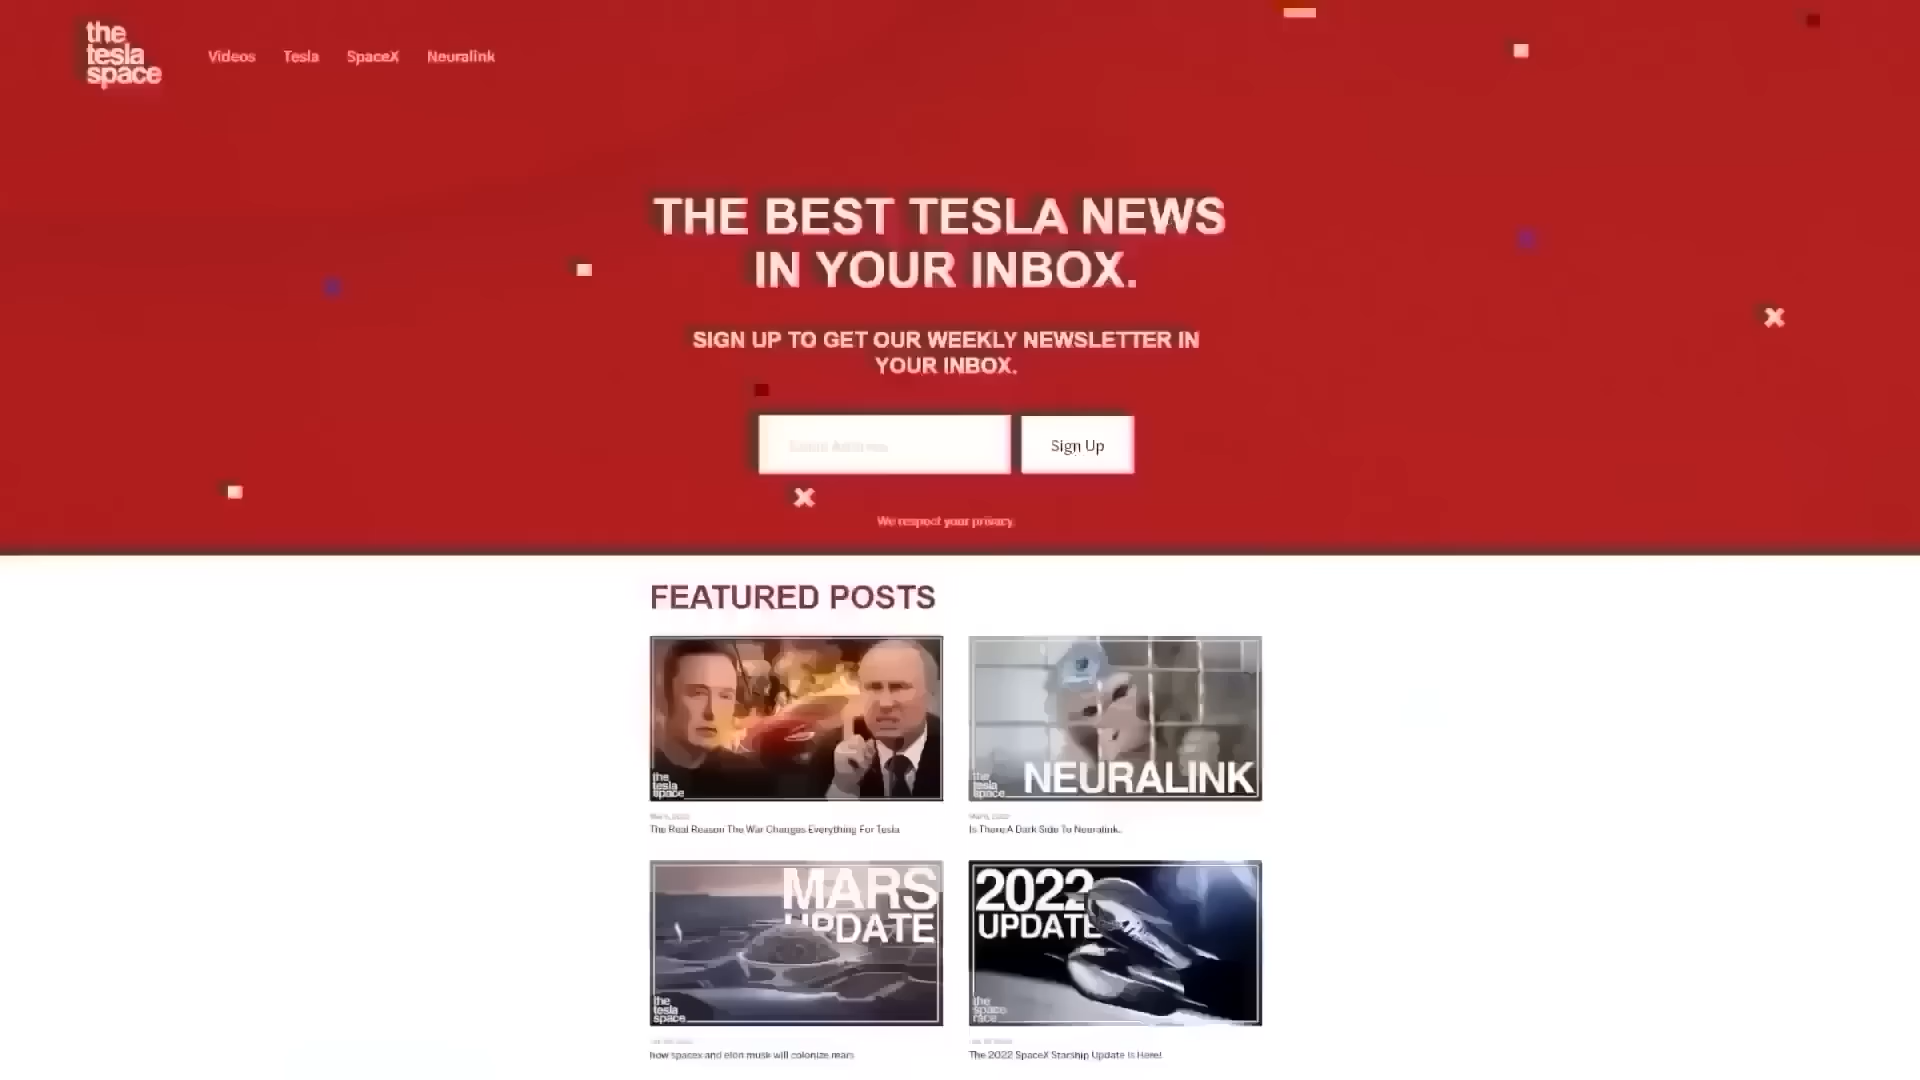 the
tesla
space
Videos Tesla SpaceX Neuralink
THE BEST TESLA NEWS
IN YOUR INBOX.
SIGN UP TO GET OUR WEEKLY NEWSLETTER IN
YOUR INBOX.
Email Address
Sign Up
We respect your privacy.
FEATURED POSTS
the
tesla
space
the
tesla
space
NEURALINK
The Real Reason The War Changes Everything For Tesla
Is There A Dark Side To Neuralink.
MARS
UPDATE
the
tesla
space
2022
UPDATE
the
space
race
how spacex and elon musk will colonize mars
The 2022 SpaceX Starship Update Is Here!